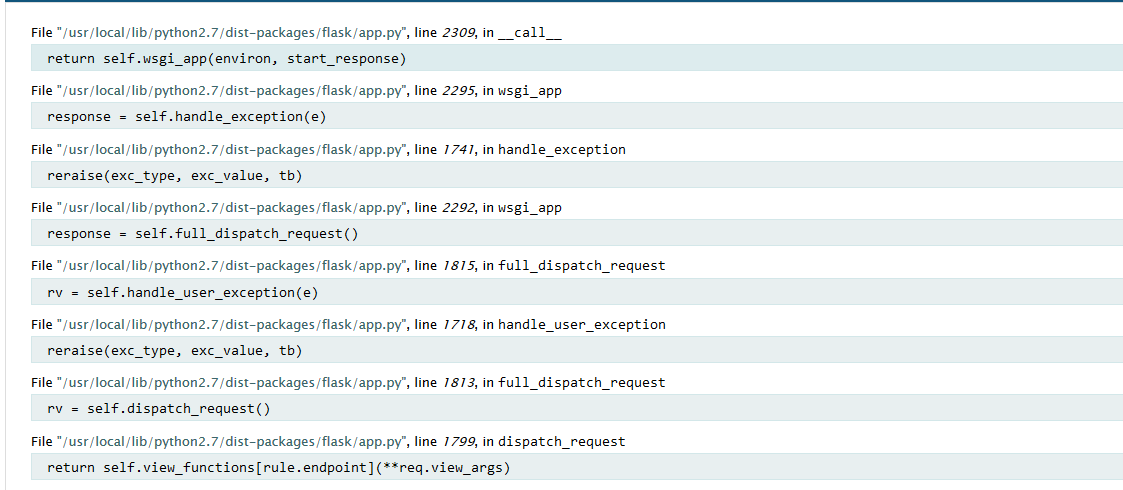 File "/usr/local/lib/python2.7/dist-packages/flask/app.py", line 2309, in __call__
return self.wsgi_app(environ, start_response)
File "/usr/local/lib/python2.7/dist-packages/flask/app.py", line 2295, in wsgi_app
response = self.handle_exception(e)
File "/usr/local/lib/python2.7/dist-packages/flask/app.py", line 1741, in handle_exception
reraise(exc_type, exc_value, tb)
File "/usr/local/lib/python2.7/dist-packages/flask/app.py", line 2292, in wsgi_app
response = self.full_dispatch_request()
File "/usr/local/lib/python2.7/dist-packages/flask/app.py", line 1815, in full_dispatch_request
rv = self.handle_user_exception(e)
File "/usr/local/lib/python2.7/dist-packages/flask/app.py", line 1718, in handle_user_exception
reraise(exc_type, exc_value, tb)
File "/usr/local/lib/python2.7/dist-packages/flask/app.py", line 1813, in full_dispatch_request
rv = self.dispatch_request()
File "/usr/local/lib/python2.7/dist-packages/flask/app.py", line 1799, in dispatch_request
return self.view_functions[rule.endpoint](**req.view_args)